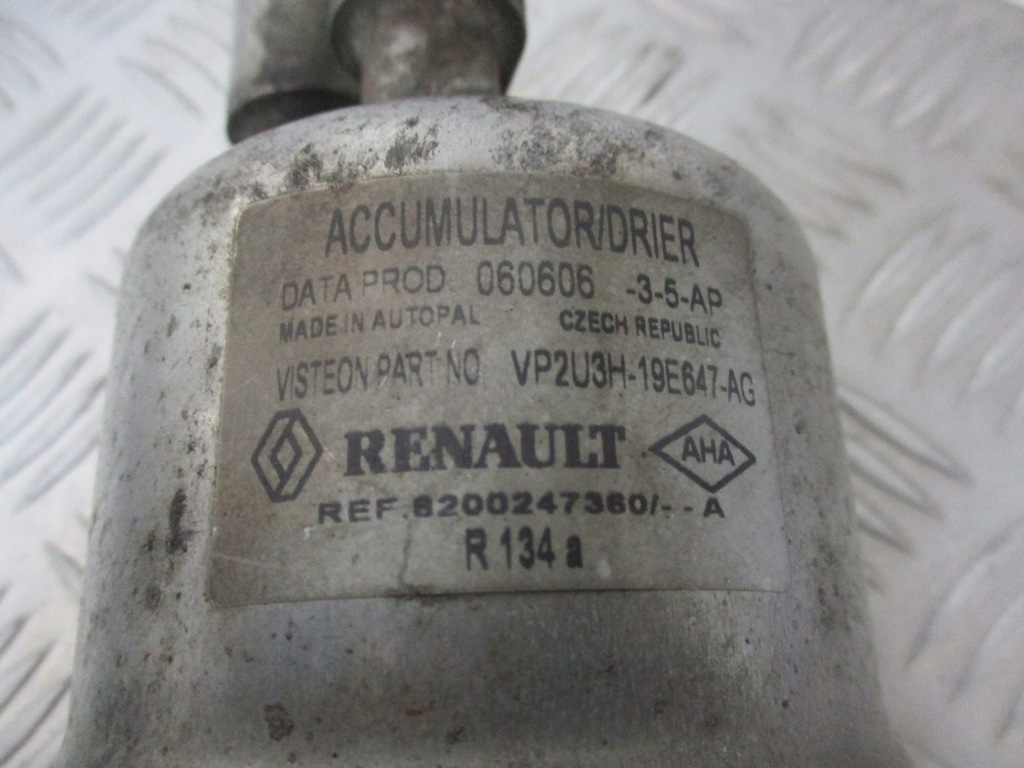 ACCUMULATOR/DRIER
DATA PROD. 060606 -3-5-AP
MADE IN AUTOPAL CZECH REPUBLIC
VISTEON PART NO VP2U3H-19E647-AG
RENAULT AHA
REF.8200247360/--A
R 134 a